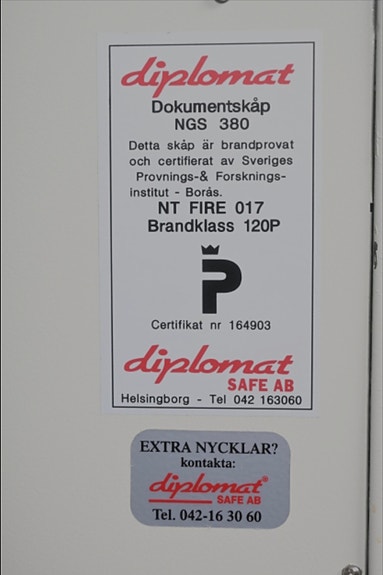 diplomat
Dokumentskåp
NGS 380
Detta skåp är brandprovat
och certifierat av Sveriges
Provnings-& Forsknings-
institut - Borås.
NT FIRE 017
Brandklass 120P
P
Certifikat nr 164903
diplomat
SAFE AB
Helsingborg - Tel 042 163060
EXTRA NYCKLAR?
kontakta:
diplomat®
SAFE AB
Tel. 042-16 30 60